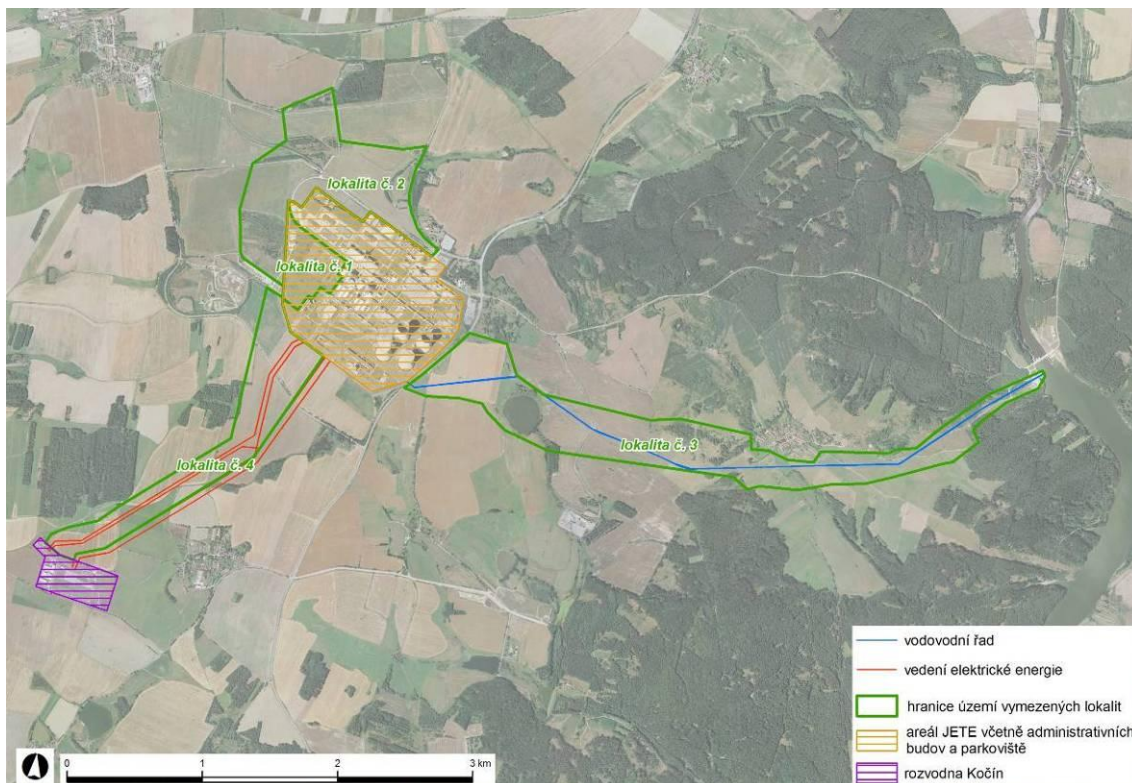 lokalita č. 2
lokalita č. 1
lokalita č. 3
lokalita č. 4
vodovodní řad
vedení elektrické energie
hranice území vymezených lokalit
areál JETE včetně administrativních
budov a parkoviště
rozvodna Kočín
0 1 2 3 km